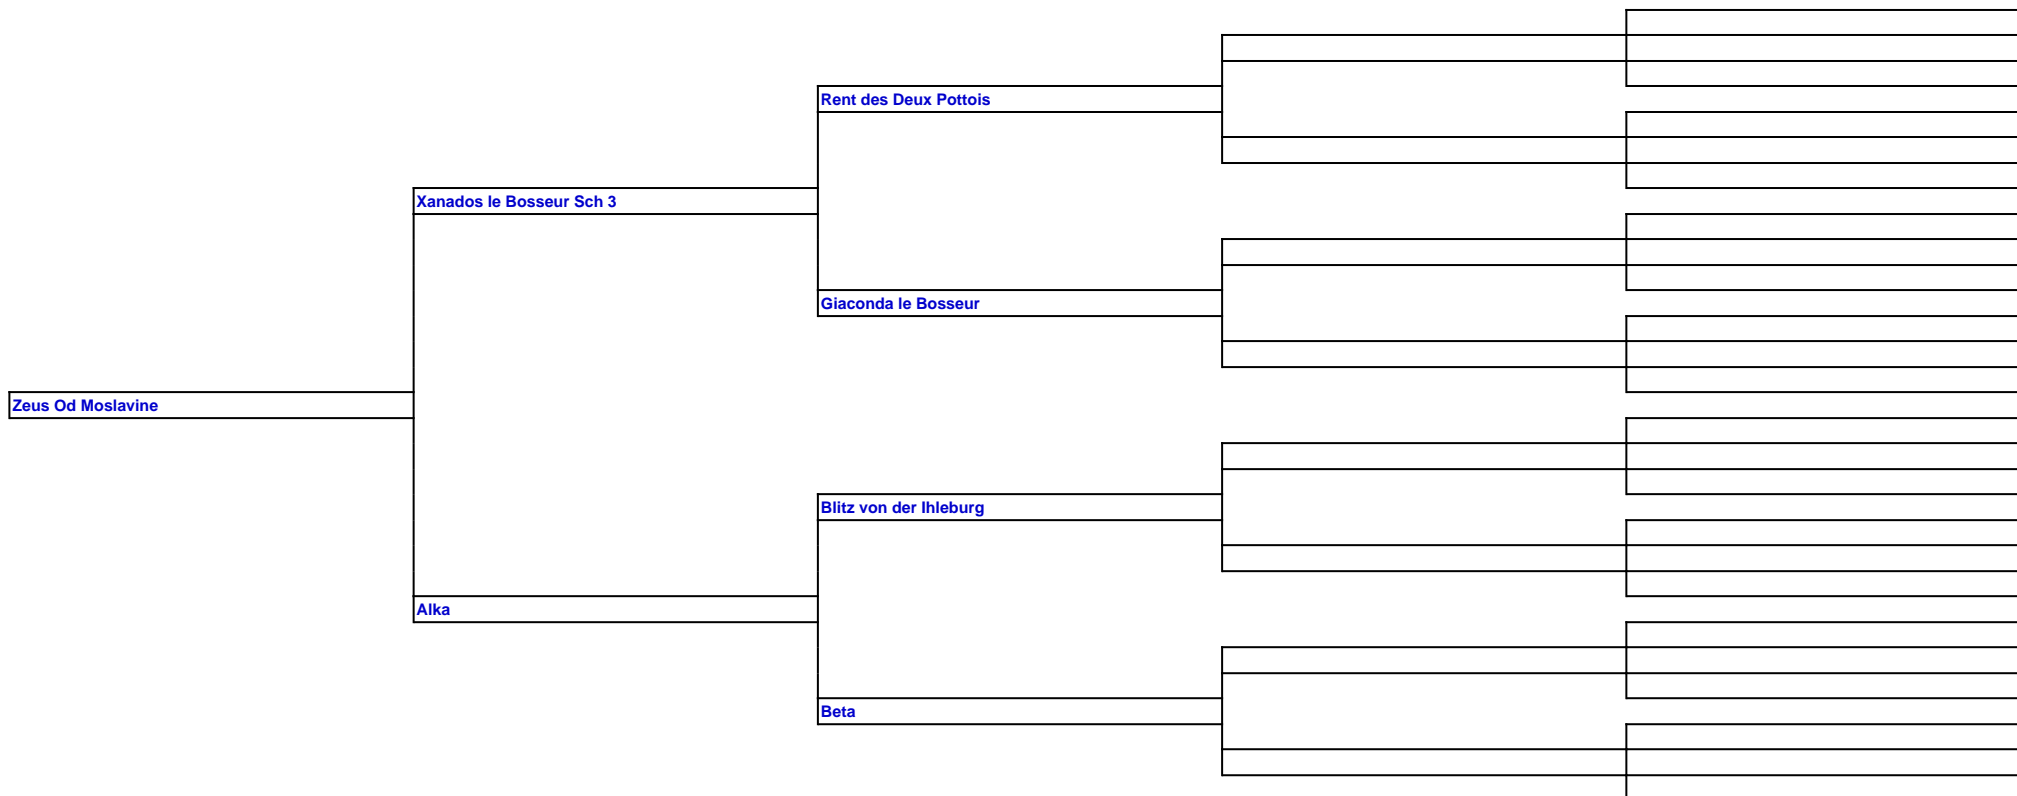 Rent des Deux Pottois
Xanados le Bosseur Sch 3
Giaconda le Bosseur
Zeus Od Moslavine
Blitz von der Ihleburg
Alka
Beta